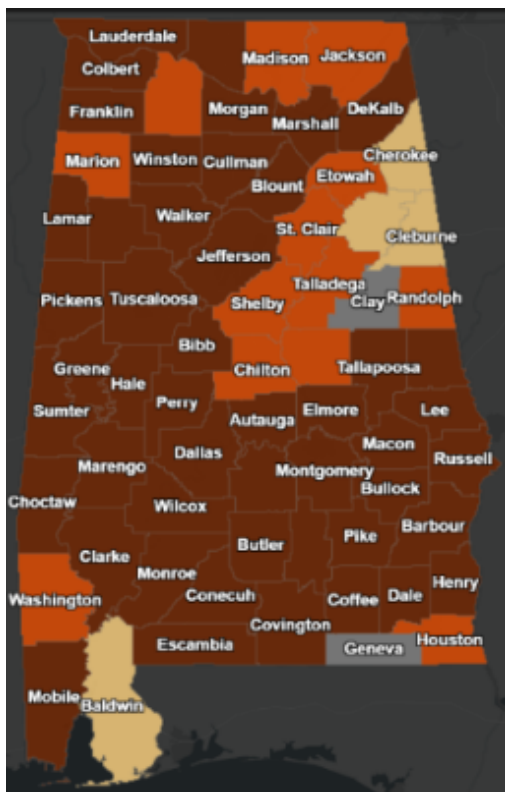 Lauderdale
Madison
Jackson
Colbert
Franklin
Morgan
DeKalb
Marshall
Marion
Winston
Cullman
Cherokee
Etowah
Blount
Lamar
Walker
St. Clair
Cleburne
Jefferson
Talladega
Pickens
Tuscaloosa
Shelby
Clay
Randolph
Bibb
Greene
Chilton
Tallapoosa
Hale
Sumter
Perry
Autauga
Elmore
Lee
Macon
Dallas
Russell
Marengo
Montgomery
Bullock
Choctaw
Wilcox
Barbour
Butler
Pike
Clarke
Monroe
Henry
Washington
Conecuh
Coffee
Dale
Covington
Houston
Escambia
Geneva
Mobile
Baldwin